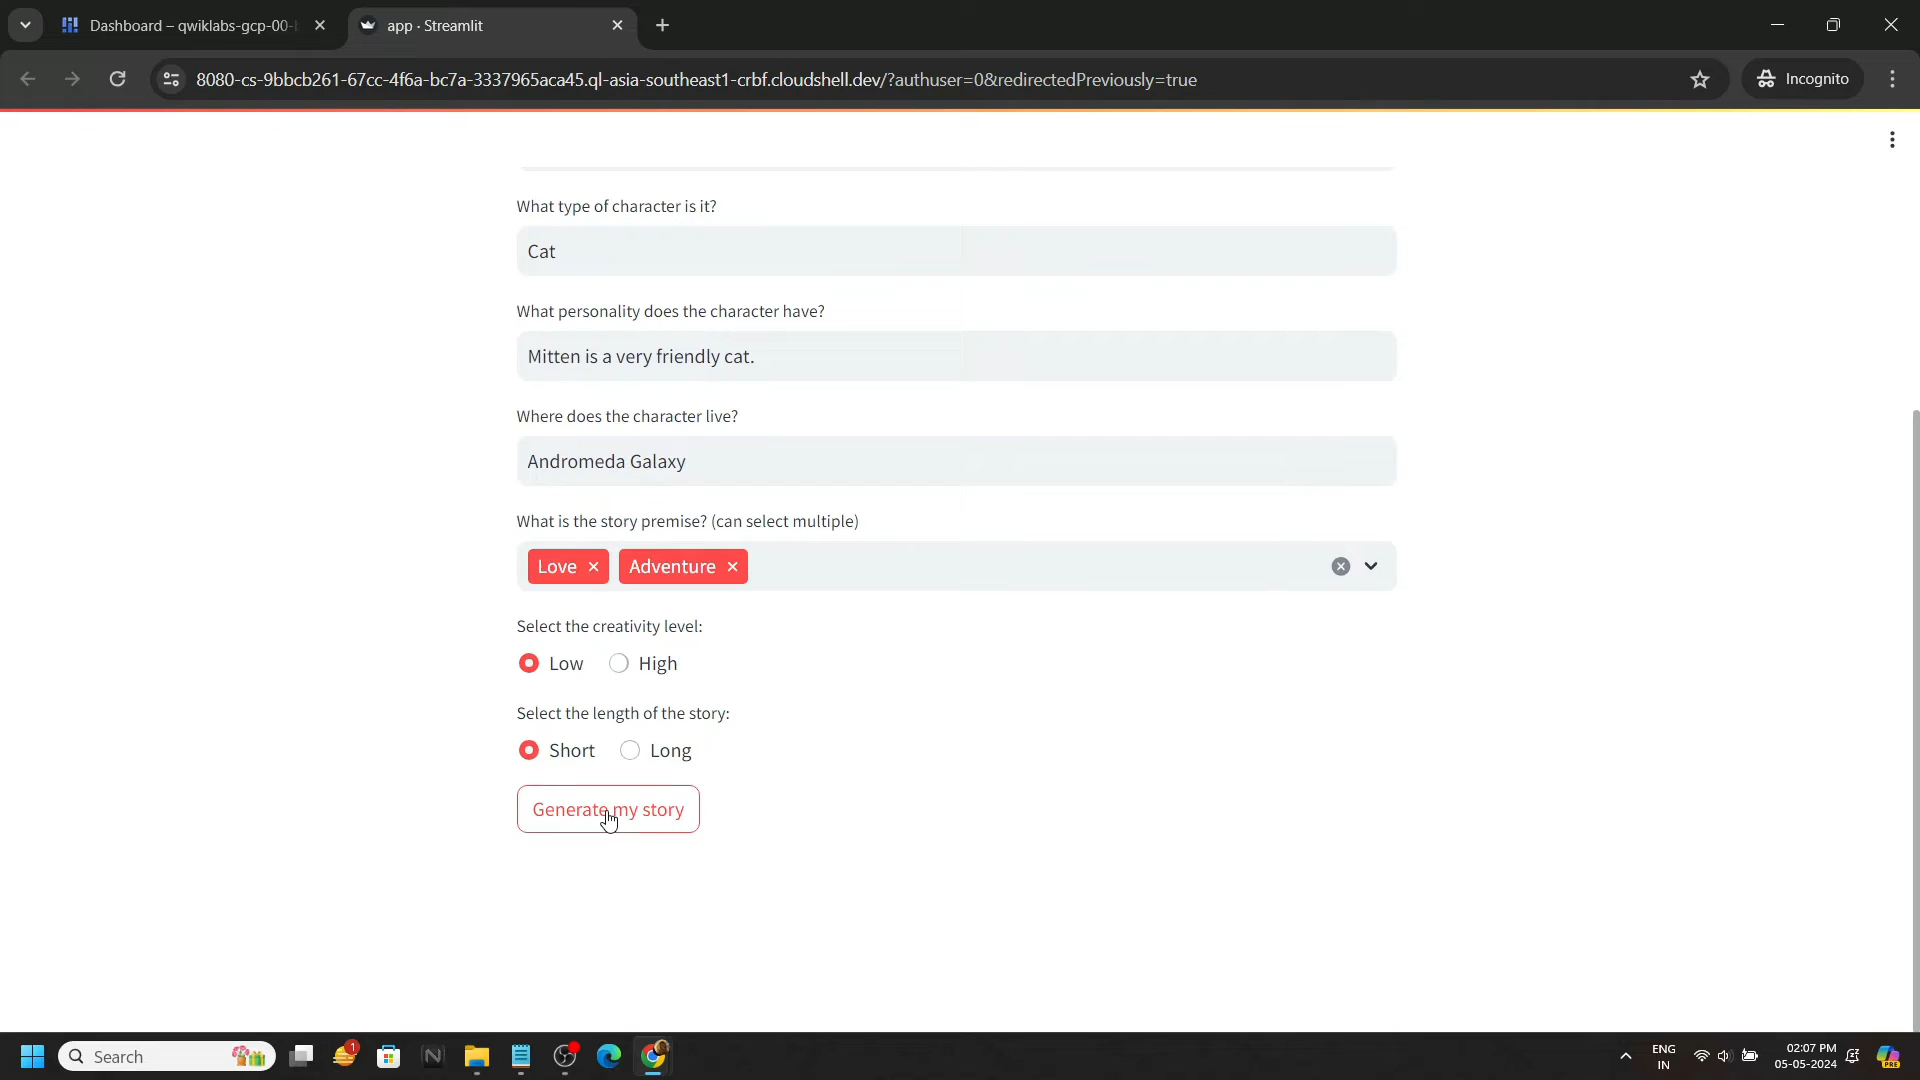 Dashboard – qwiklabs-gcp-00-
app · Streamlit
8080-cs-9bbcb261-67cc-4f6a-bc7a-3337965aca45.ql-asia-southeast1-crbf.cloudshell.dev/?authuser=0&redirectedPreviously=true
Incognito
What type of character is it?
Cat
What personality does the character have?
Mitten is a very friendly cat.
Where does the character live?
Andromeda Galaxy
What is the story premise? (can select multiple)
Love
Adventure
Select the creativity level:
Low
High
Select the length of the story:
Short
Long
Generate my story
Search
1
ENG
IN
02:07 PM
05-05-2024
PRE